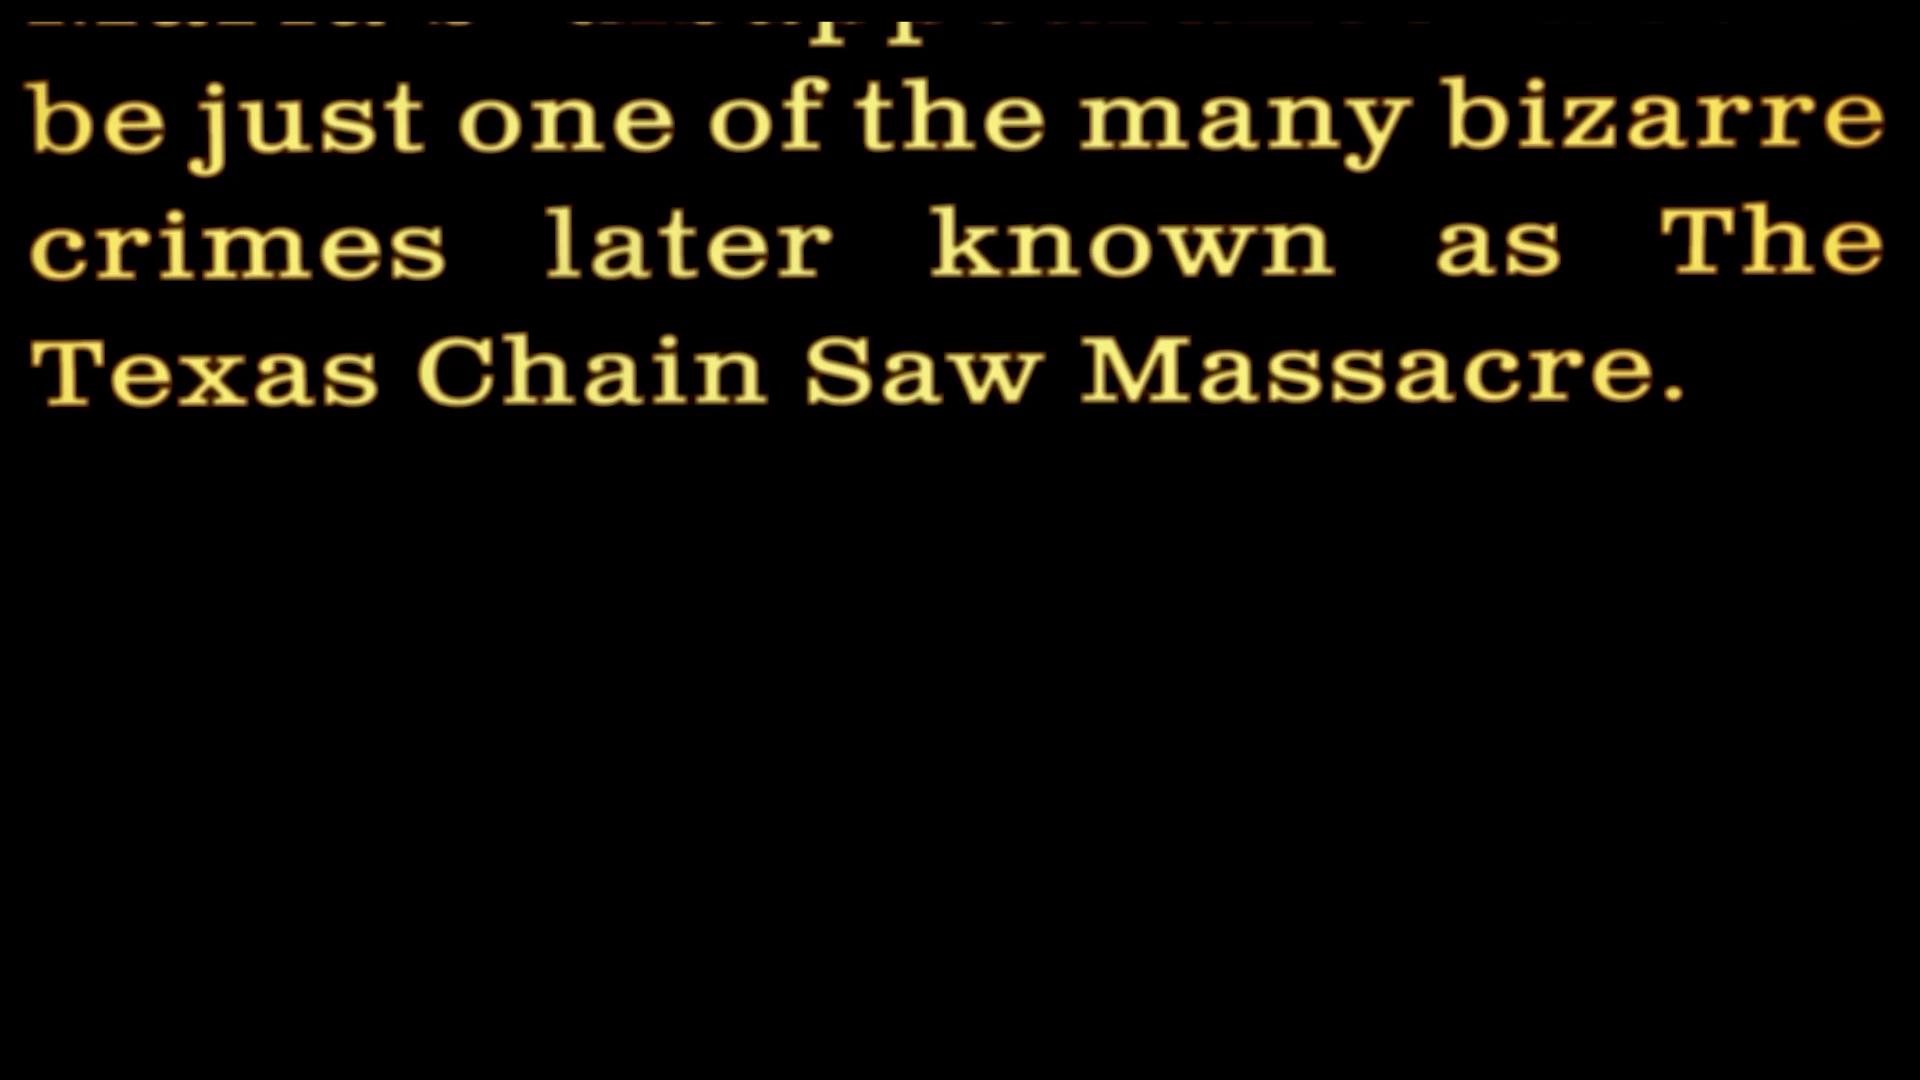 be just one of the many bizarre
crimes later known as The
Texas Chain Saw Massacre.